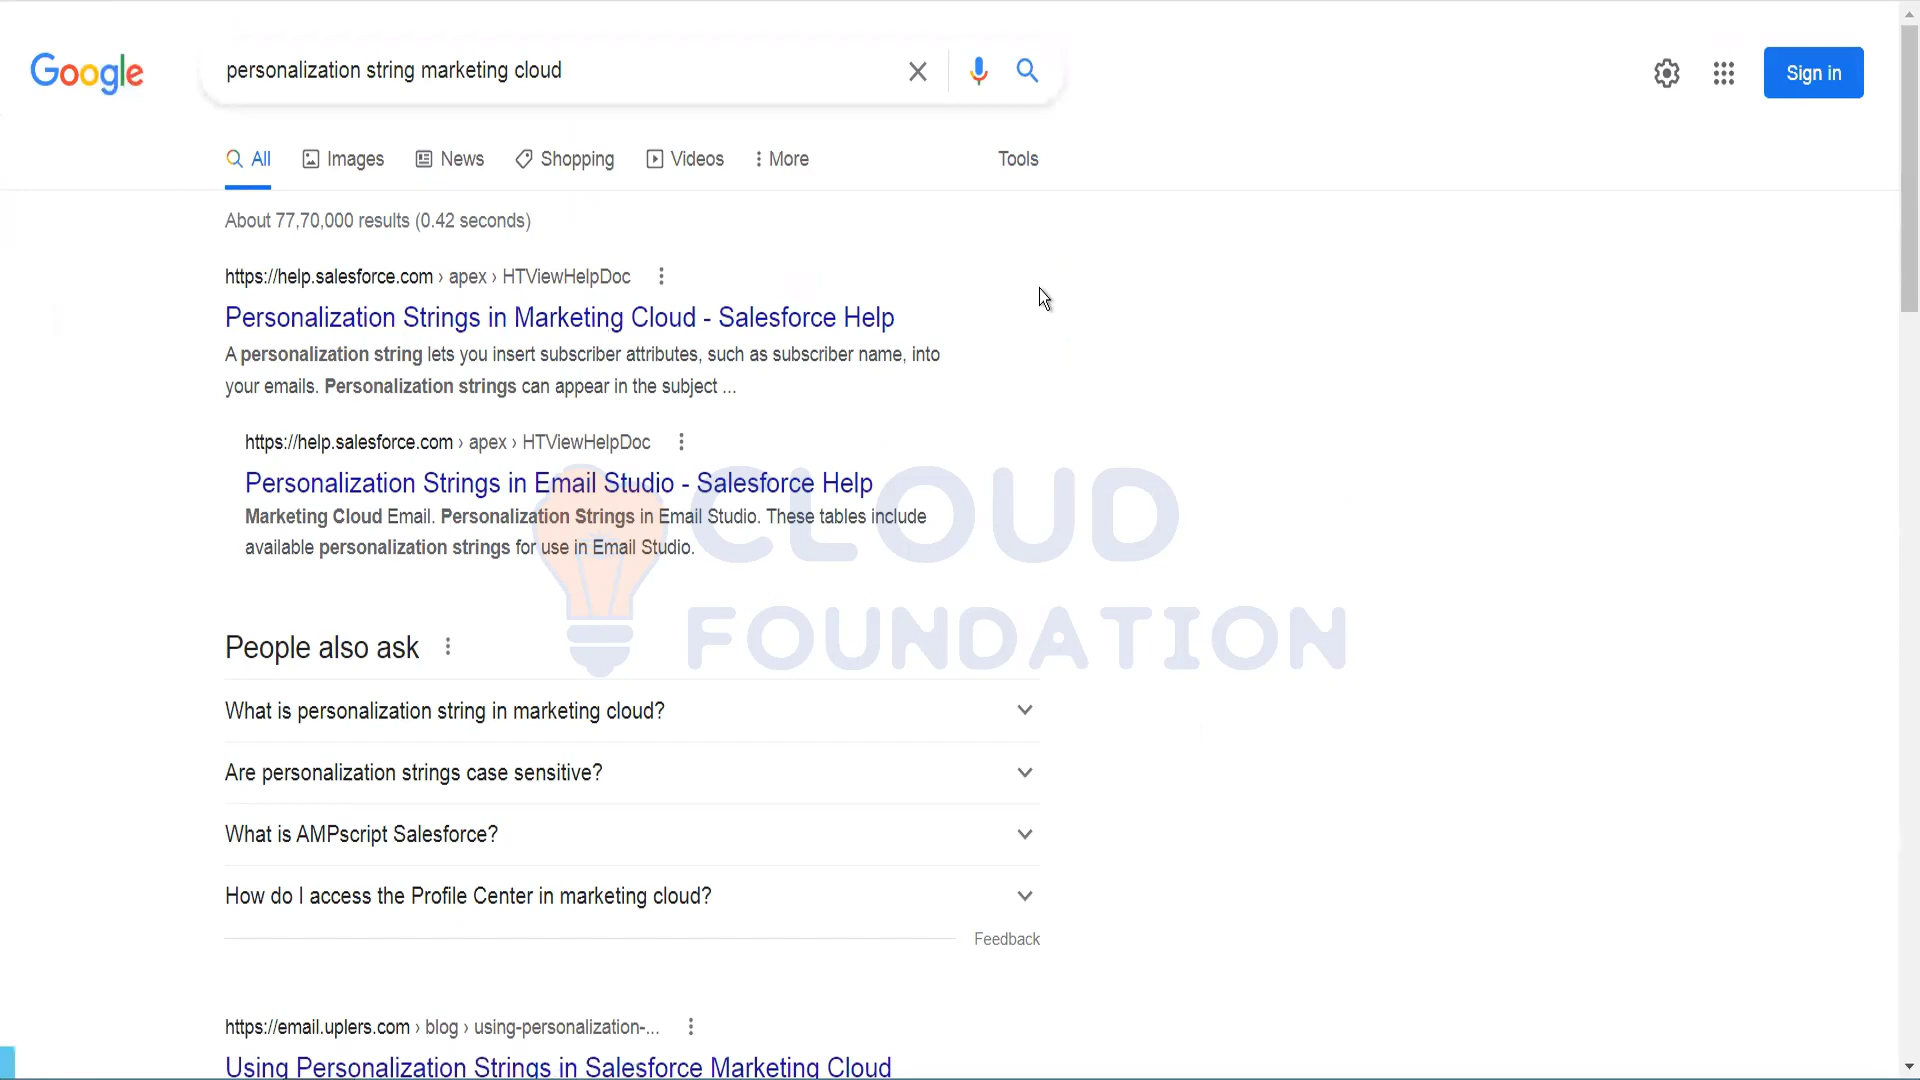 Google
personalization string marketing cloud
Sign in
All Images News Shopping Videos More Tools
About 77,70,000 results (0.42 seconds)
https://help.salesforce.com › apex › HTViewHelpDoc
Personalization Strings in Marketing Cloud - Salesforce Help
A personalization string lets you insert subscriber attributes, such as subscriber name, into
your emails. Personalization strings can appear in the subject ...
https://help.salesforce.com › apex › HTViewHelpDoc
Personalization Strings in Email Studio - Salesforce Help
Marketing Cloud Email. Personalization Strings in Email Studio. These tables include
available personalization strings for use in Email Studio.
CLOUD
FOUNDATION
People also ask
What is personalization string in marketing cloud?
Are personalization strings case sensitive?
What is AMPscript Salesforce?
How do I access the Profile Center in marketing cloud?
Feedback
https://email.uplers.com › blog › using-personalization-...
Using Personalization Strings in Salesforce Marketing Cloud